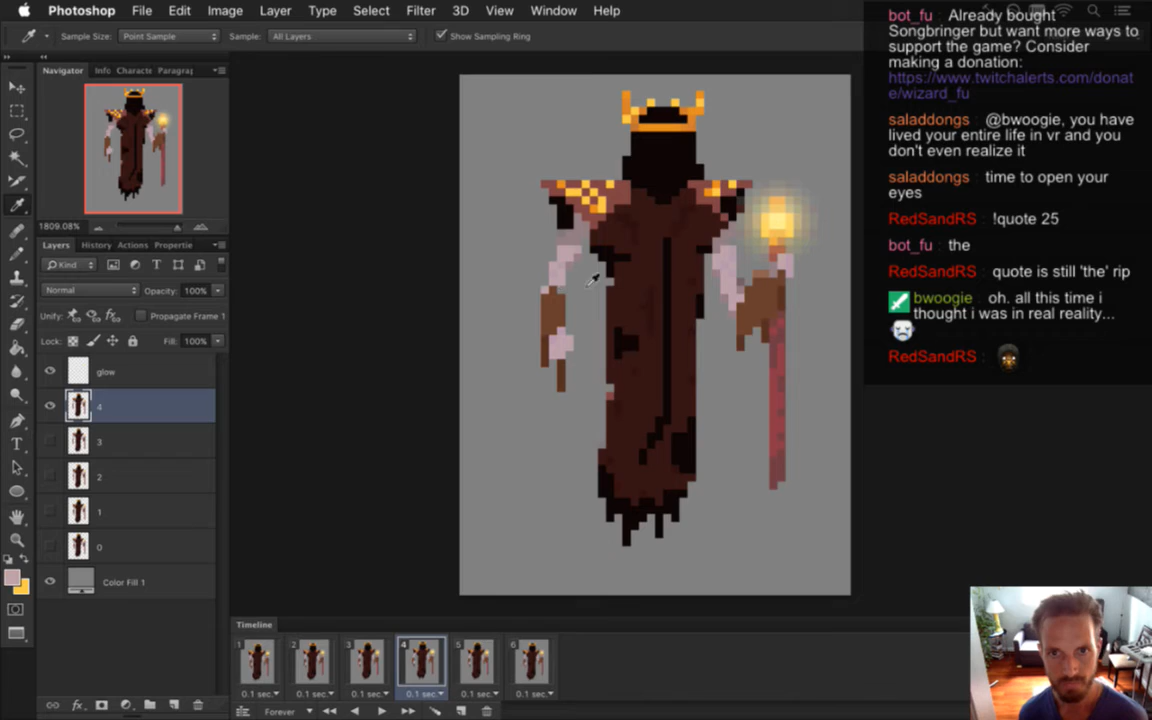 Photoshop File Edit Image Layer Type Select Filter 3D View Window Help
Sample Size: Point Sample Sample: All Layers Show Sampling Ring
Navigator Info Characte Paragraj
1809.08%
Layers History Actions Propertie
Kind
Normal Opacity: 100%
Unify: Propagate Frame 1
Lock: Fill: 100%
glow
4
3
2
1
0
Color Fill 1
Timeline
1 2 3 4 5 6
0.1 sec. 0.1 sec. 0.1 sec. 0.1 sec. 0.1 sec. 0.1 sec.
Forever
bot_fu : Already bought
Songbringer but want more ways to
support the game? Consider
making a donation:
https://www.twitchalerts.com/donat
e/wizard_fu
saladdongs : @bwoogie, you have
lived your entire life in vr and you
don't even realize it
saladdongs : time to open your
eyes
RedSandRS : !quote 25
bot_fu : the
RedSandRS : quote is still 'the' rip
bwoogie : oh. all this time i
thought i was in real reality...
RedSandRS :